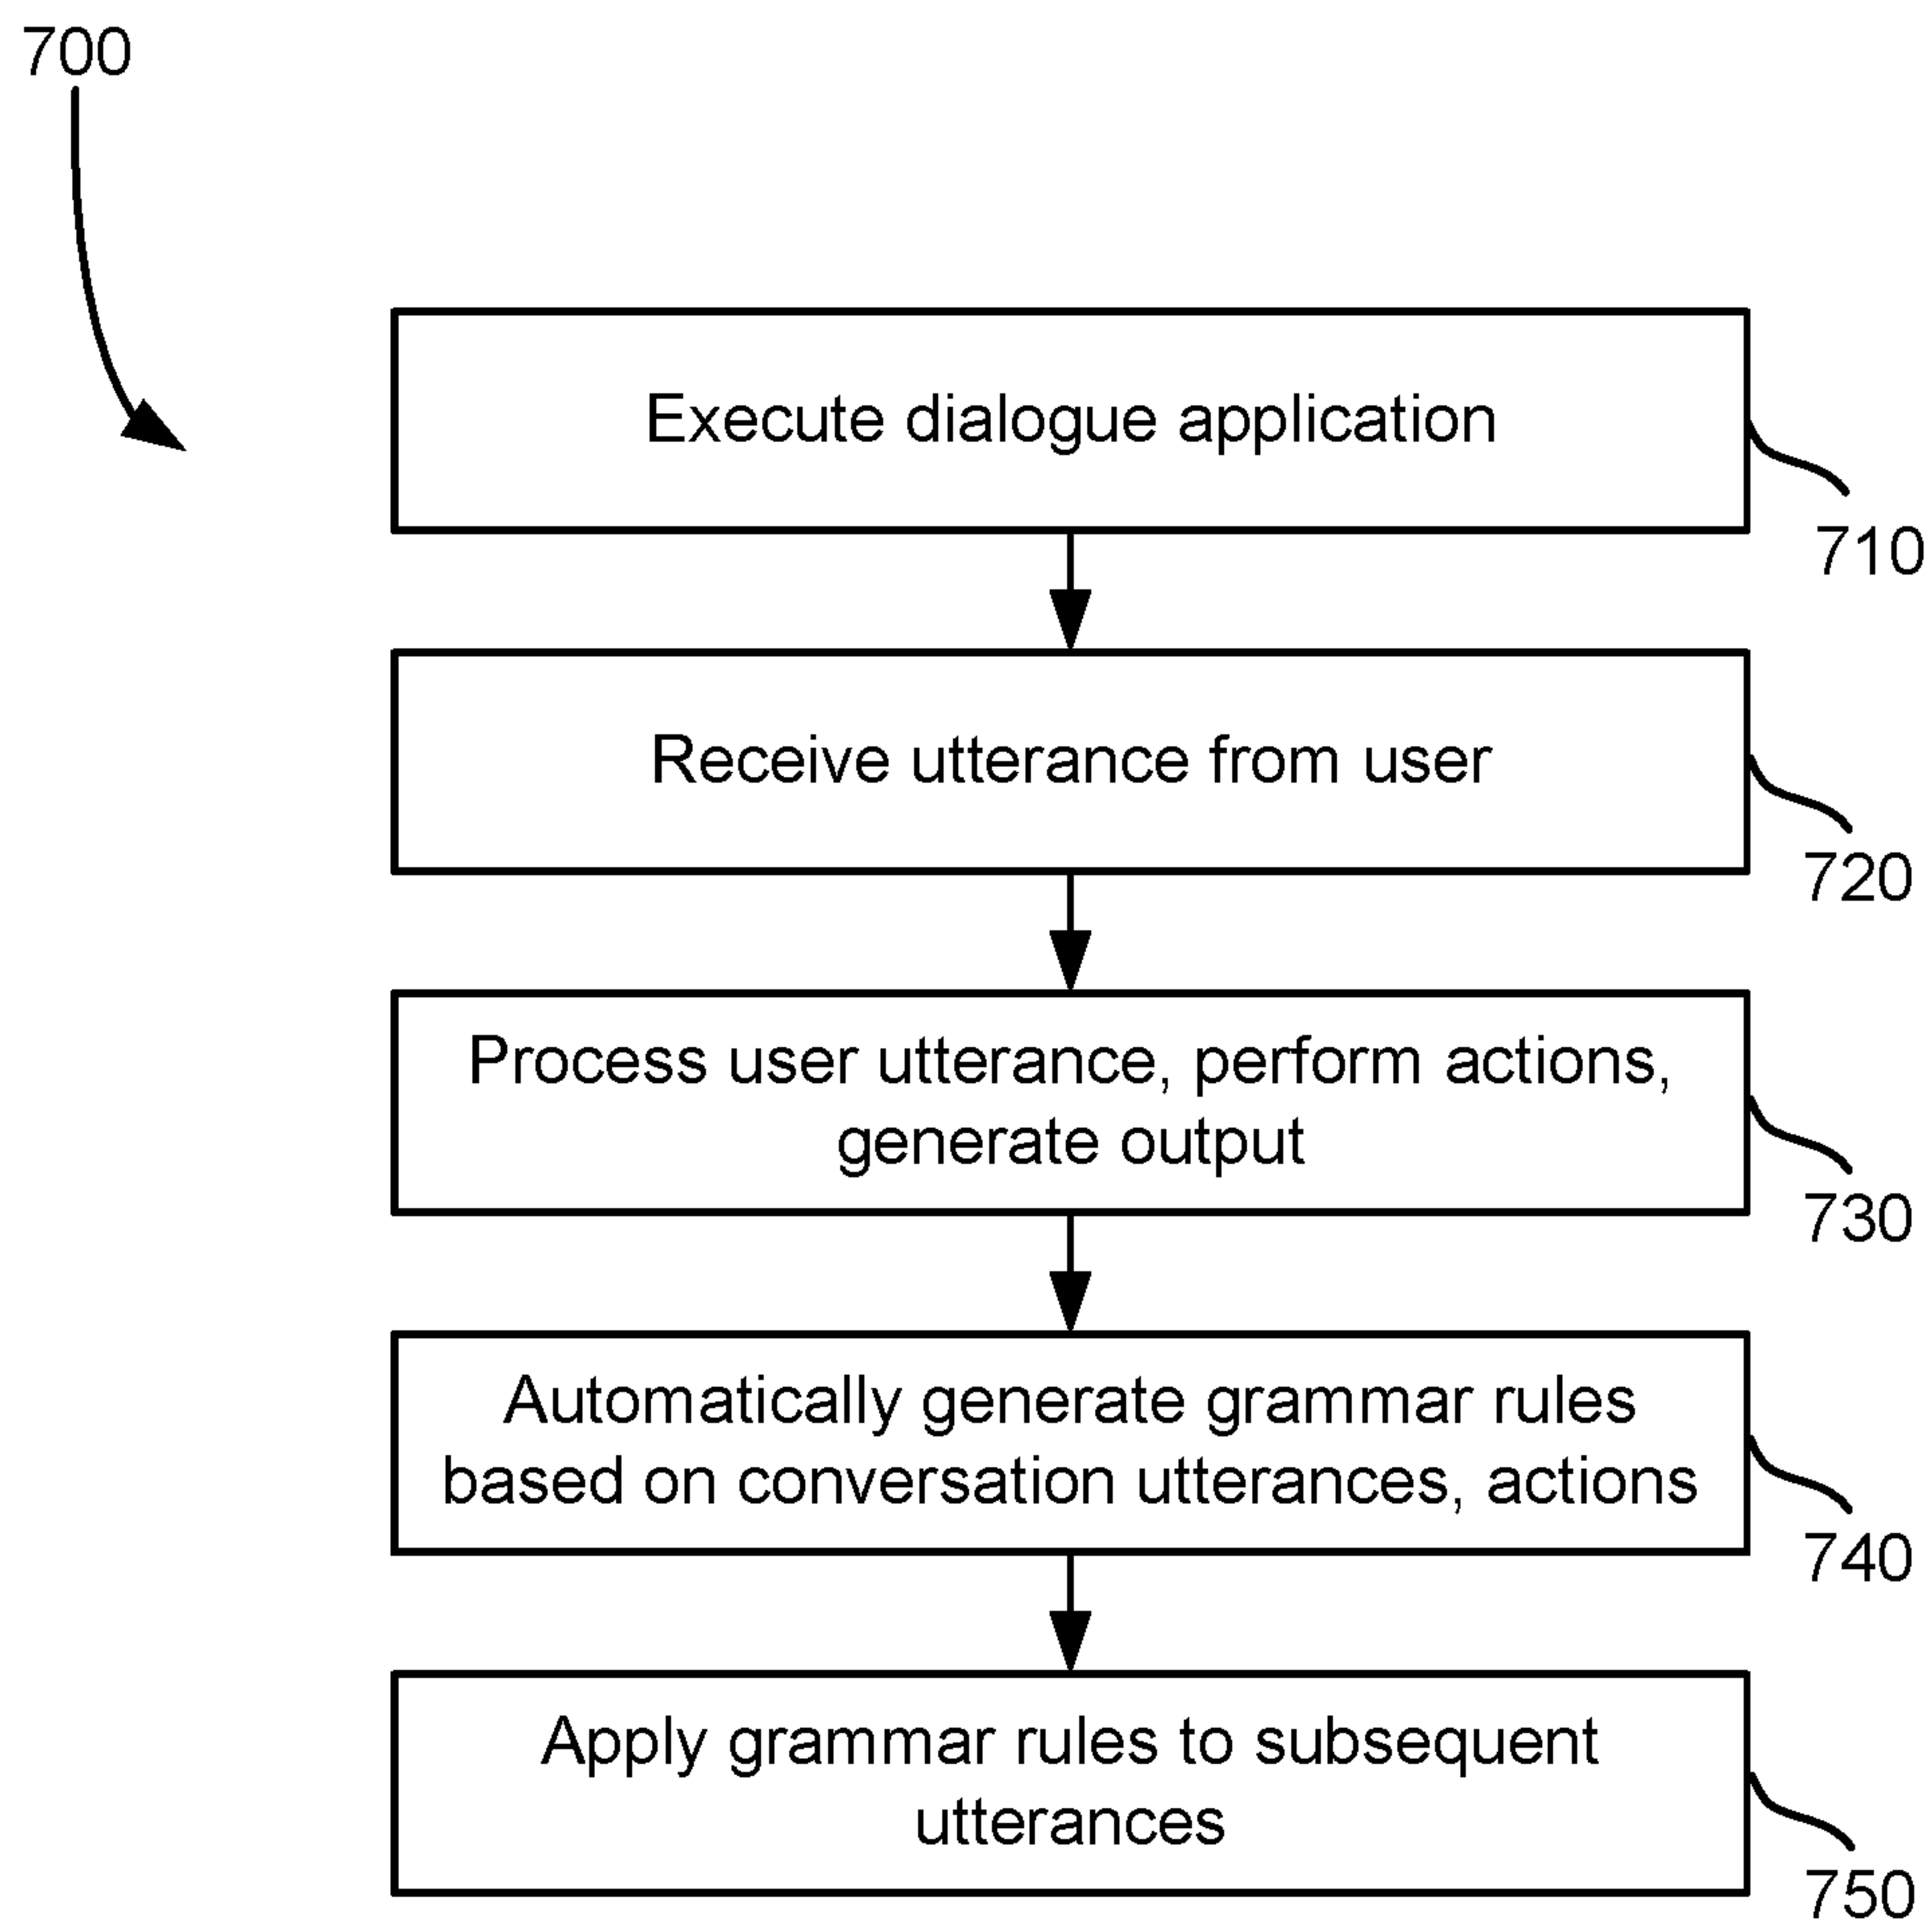 700
Execute dialogue application
710
Receive utterance from user
720
Process user utterance, perform actions,
generate output
730
Automatically generate grammar rules
based on conversation utterances, actions
740
Apply grammar rules to subsequent
utterances
750